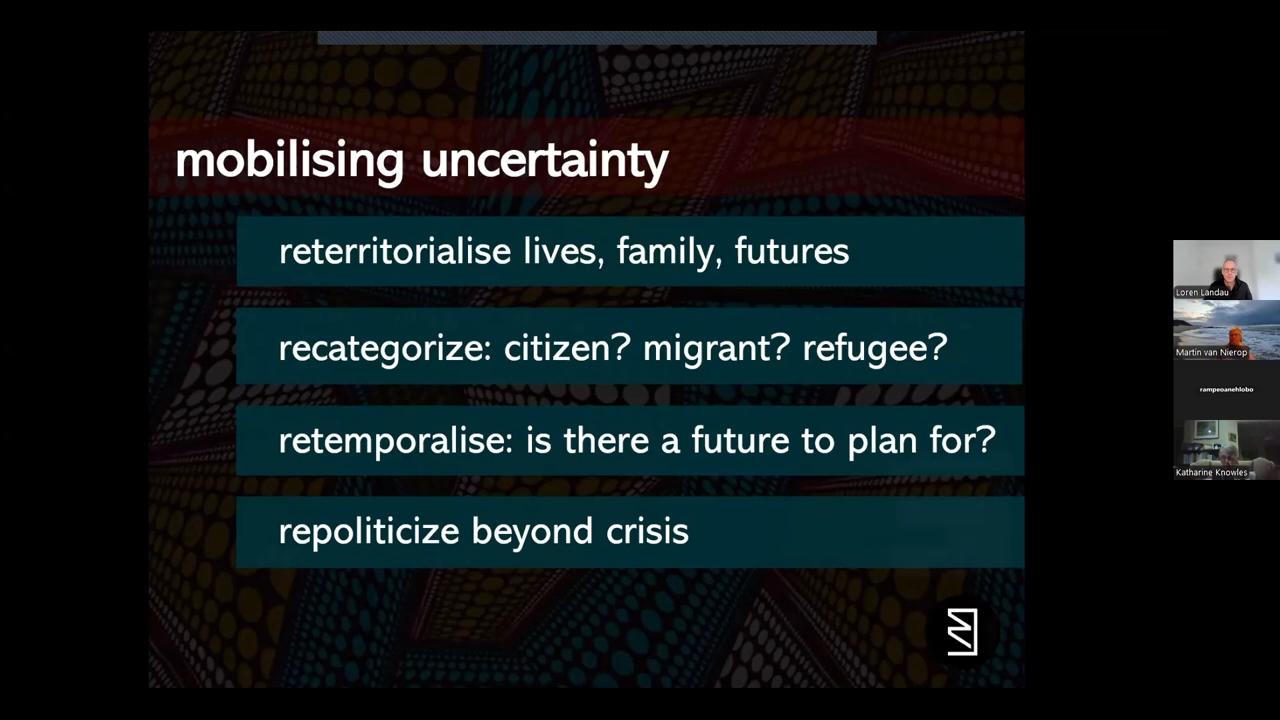 mobilising uncertainty
reterritorialise lives, family, futures
recategorize: citizen? migrant? refugee?
retemporalise: is there a future to plan for?
repoliticize beyond crisis
Loren Landau
Martin van Nierop
rampeoanehlobo
Katharine Knowles